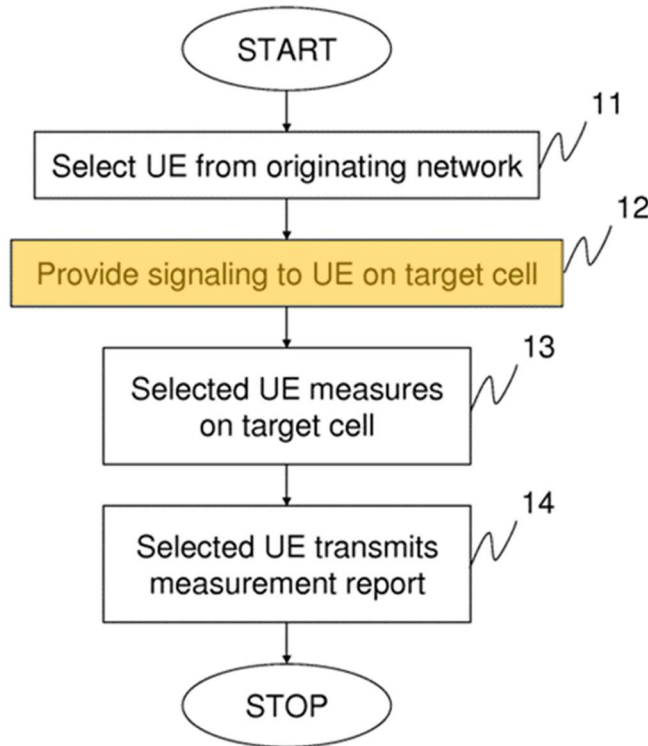 START
11
Select UE from originating network
12
Provide signaling to UE on target cell
13
Selected UE measures
on target cell
14
Selected UE transmits
measurement report
STOP